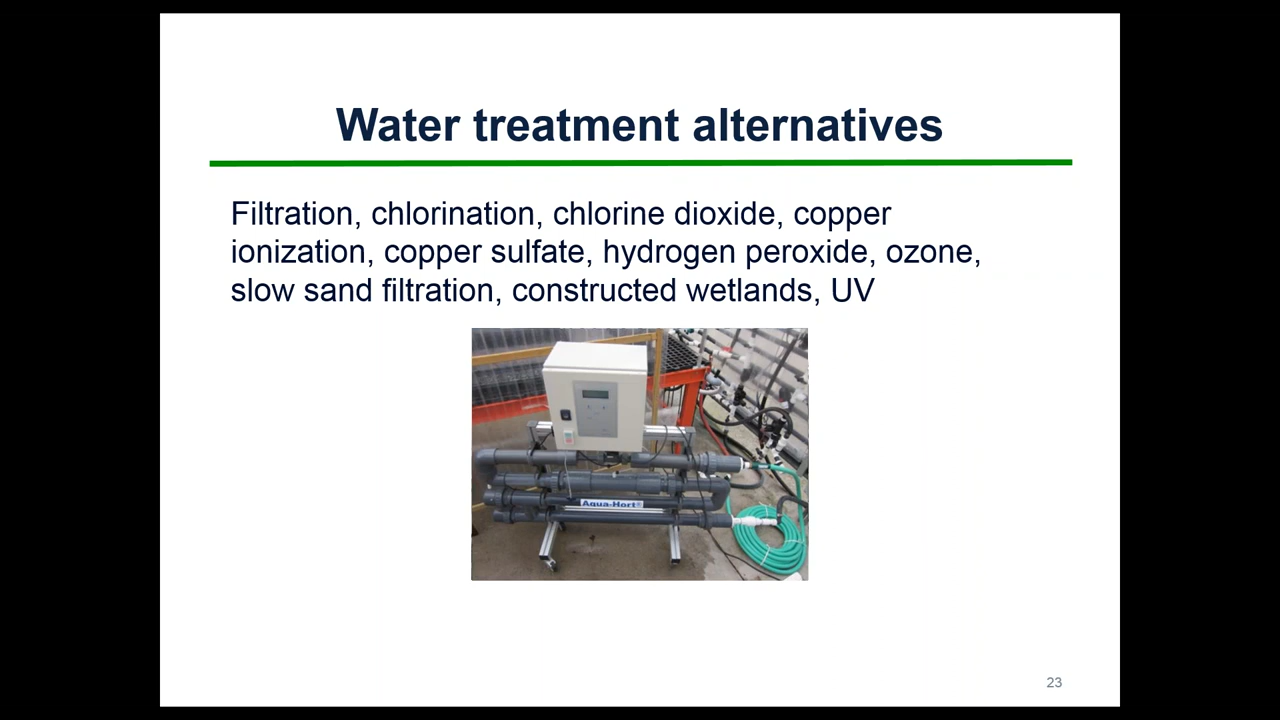 Water treatment alternatives
Filtration, chlorination, chlorine dioxide, copper
ionization, copper sulfate, hydrogen peroxide, ozone,
slow sand filtration, constructed wetlands, UV
Aqua-Hort®
23